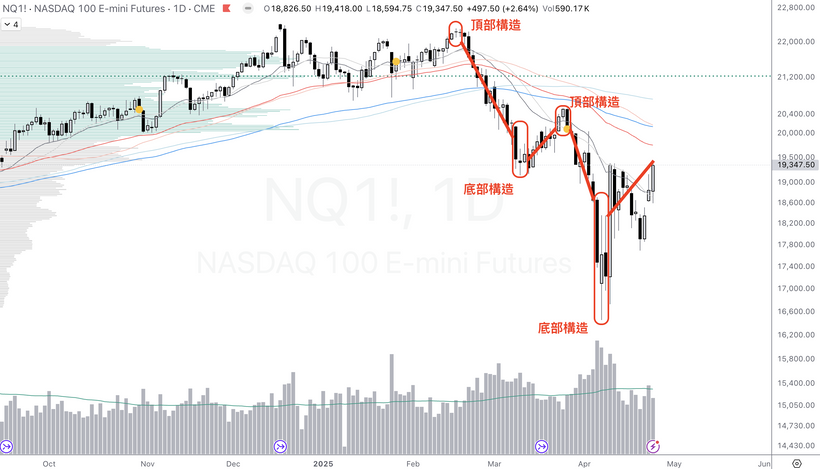 NQ1! · NASDAQ 100 E-mini Futures · 1D · CME O18,826.50 H19,418.00 L18,594.75 C19,347.50 +497.50 (+2.64%) Vol590.17K
4
頂部構造
頂部構造
底部構造
底部構造
NQ1!, 1D
NASDAQ 100 E-mini Futures
22,800.00
22,000.00
21,200.00
20,400.00
20,000.00
19,500.00
19,347.50
19,000.00
18,600.00
18,200.00
17,800.00
17,400.00
17,000.00
16,600.00
16,200.00
15,800.00
15,400.00
15,050.00
14,730.00
14,430.00
Oct Nov Dec 2025 Feb Mar Apr May Jun